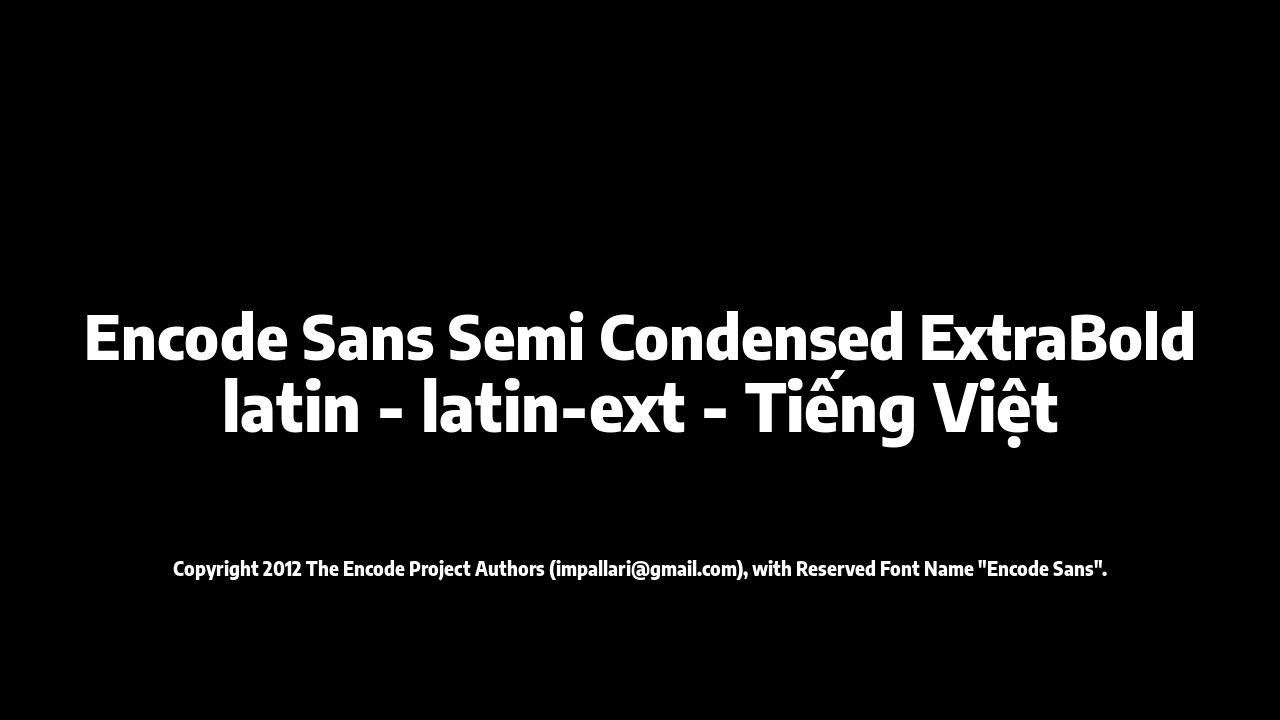 Encode Sans Semi Condensed ExtraBold
latin - latin-ext - Tiếng Việt
Copyright 2012 The Encode Project Authors (impallari@gmail.com), with Reserved Font Name "Encode Sans".